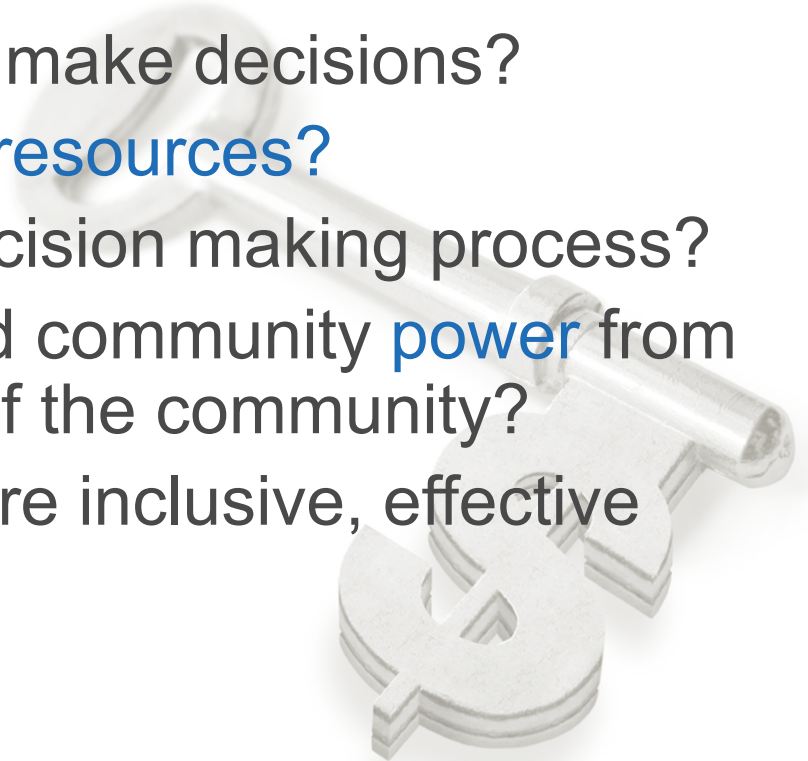 make decisions?
resources?
cision making process?
d community power from
f the community?
re inclusive, effective
$